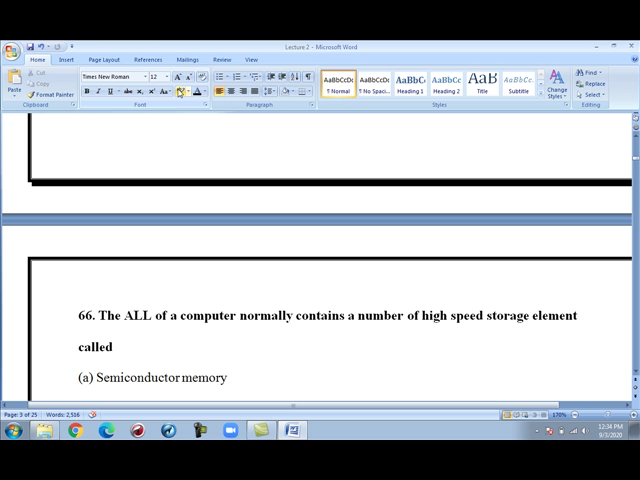 Lecture 2 - Microsoft Word
Home Insert Page Layout References Mailings Review View
Paste
Cut
Copy
Format Painter
Clipboard
Times New Roman 12
B I U abc x₂ x² Aa A
Font
Paragraph
AaBbCcDc AaBbCcDc AaBbC AaBbCc AaB AaBbCc.
¶ Normal ¶ No Spaci... Heading 1 Heading 2 Title Subtitle
Change Styles
Styles
Find
Replace
Select
Editing
66. The ALL of a computer normally contains a number of high speed storage element
called
(a) Semiconductor memory
Page: 3 of 25 Words: 2,516 170%
12:34 PM
9/3/2020